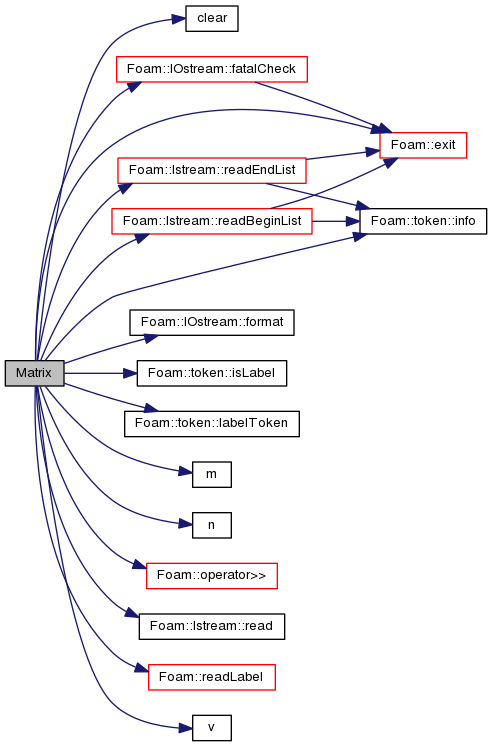 clear
Foam::IOstream::fatalCheck
Foam::exit
Foam::Istream::readEndList
Foam::Istream::readBeginList
Foam::token::info
Foam::IOstream::format
Matrix
Foam::token::isLabel
Foam::token::labelToken
m
n
Foam::operator>>
Foam::Istream::read
Foam::readLabel
v